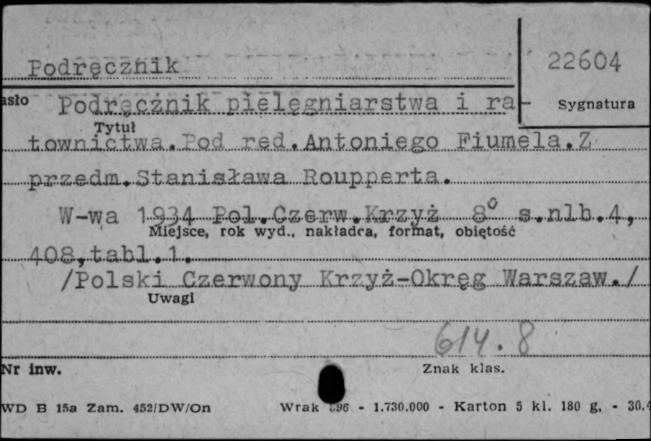 Podręcznik
22604
asło
Podręcznik pielęgniarstwa i ra-
Sygnatura
Tytuł
townictwa.Pod red.Antoniego Fiumela.Z
przedm.Stanisława Roupperta.
W-wa 1934 Pol.Czerw.Krzyż 8° s.nlb.4,
Miejsce, rok wyd., nakładca, format, objętość
408,tabl.1.
/Polski Czerwony Krzyż-Okręg Warszaw./
Uwagi
614.8
Nr inw.
Znak klas.
WD B 15a Zam. 452/DW/On Wrak 596 - 1.730.000 - Karton 5 kl. 180 g, - 30.4